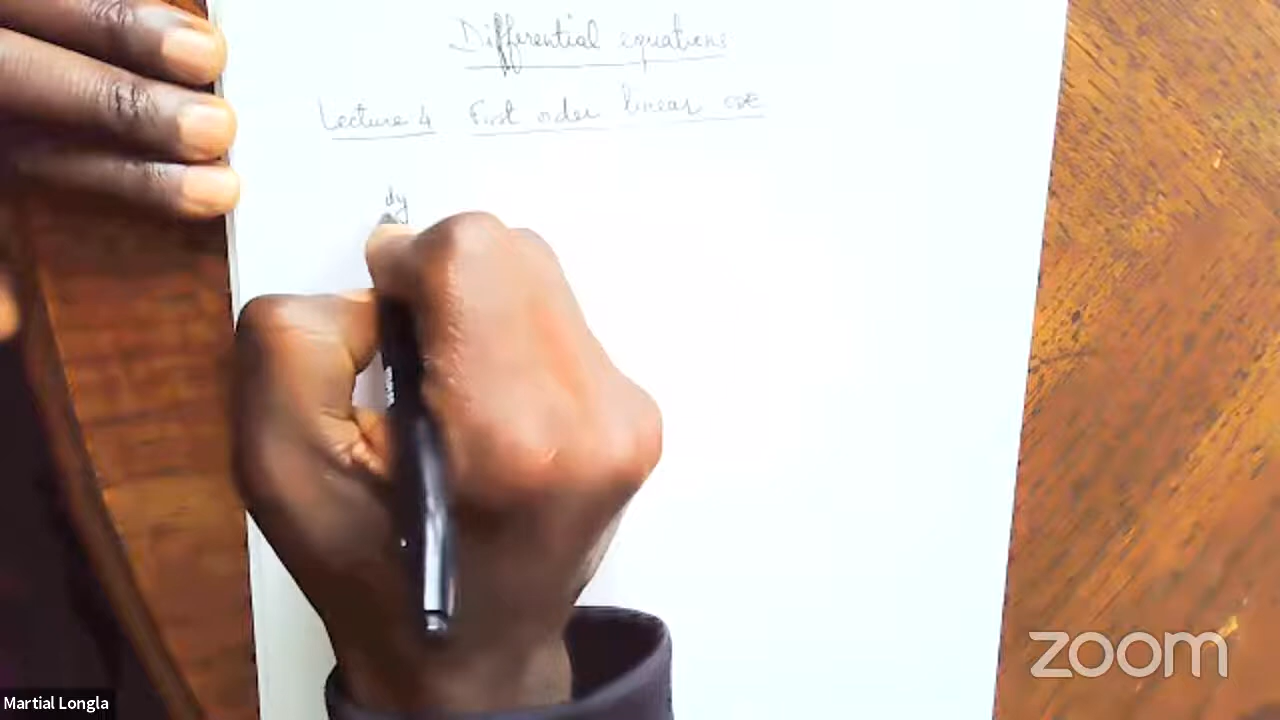 Differential equations
Lecture 4 First order linear ODE
dy
zoom
Martial Longla